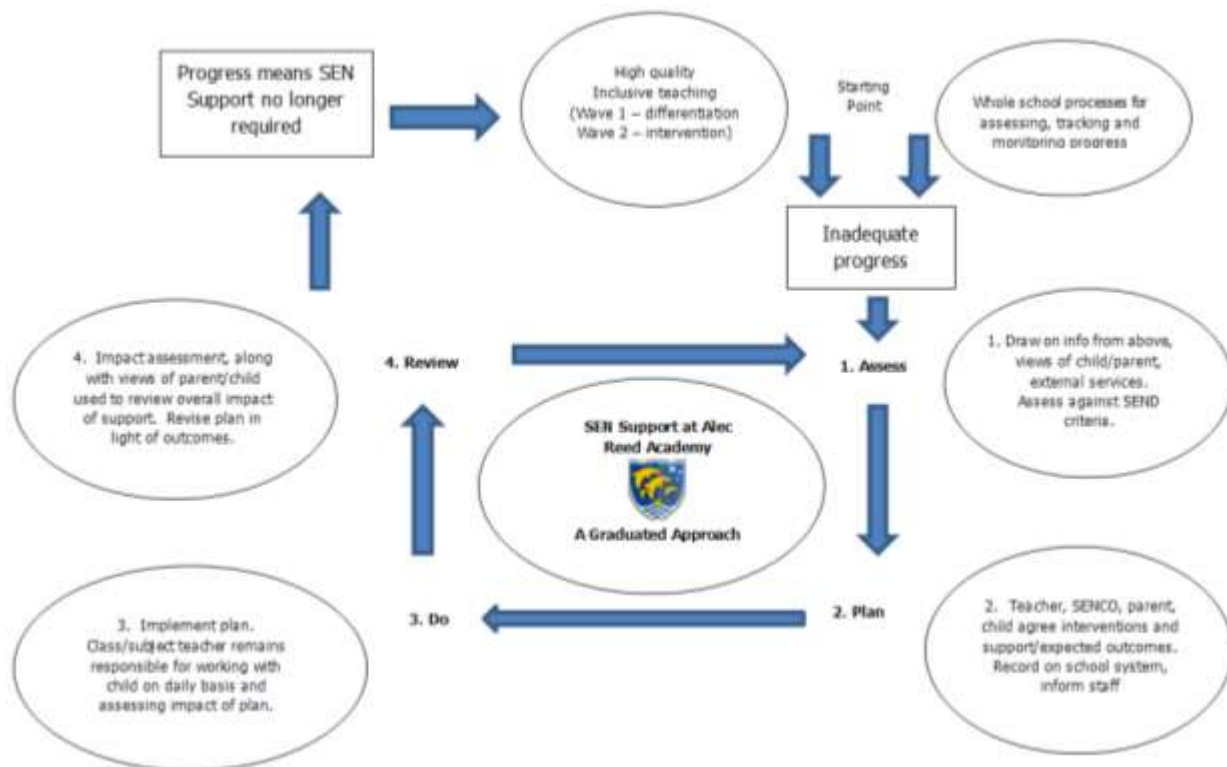 Progress means SEN
Support no longer
required
High quality
Inclusive teaching
(Wave 1 – differentiation
Wave 2 – intervention)
Starting
Point
Whole school processes for
assessing, tracking and
monitoring progress
Inadequate
progress
4. Impact assessment, along
with views of parent/child
used to review overall impact
of support. Revise plan in
light of outcomes.
4. Review
1. Assess
1. Draw on info from above,
views of child/parent,
external services.
Assess against SEND
criteria.
SEN Support at Alec
Reed Academy
A Graduated Approach
3. Implement plan.
Class/subject teacher remains
responsible for working with
child on daily basis and
assessing impact of plan.
3. Do
2. Plan
2. Teacher, SENCO, parent,
child agree interventions and
support/expected outcomes.
Record on school system,
inform staff